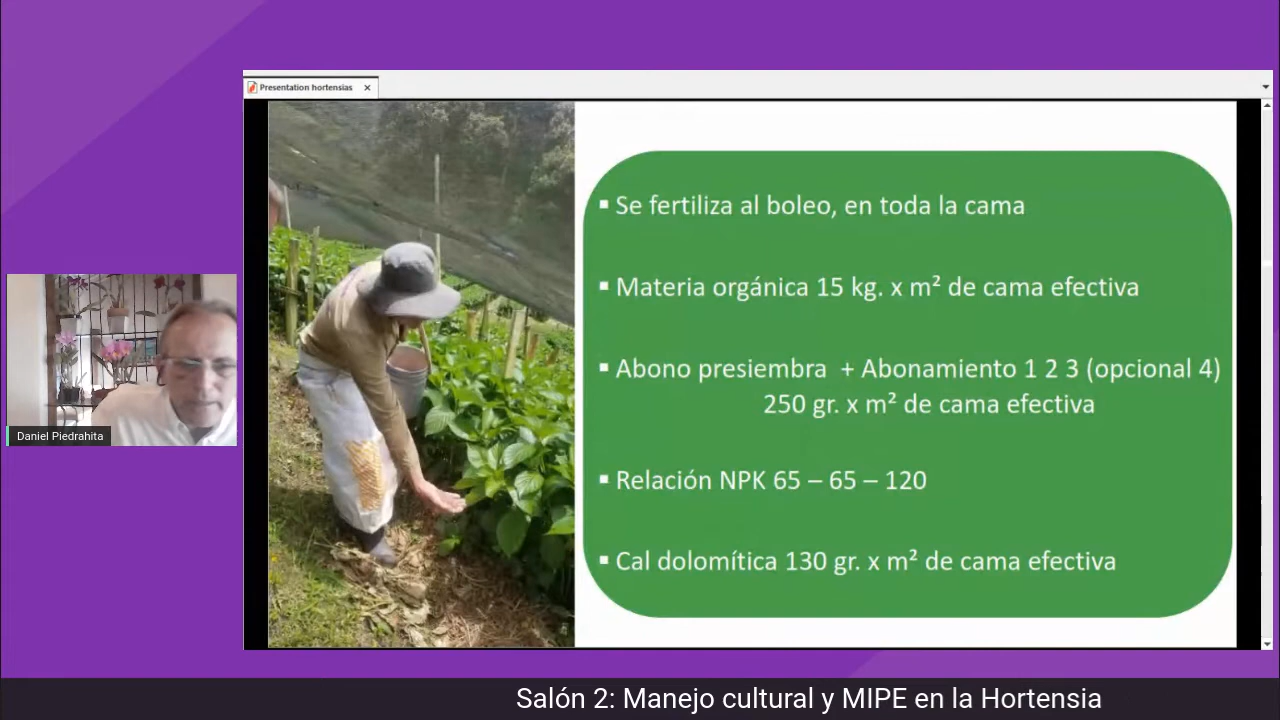 Presentation hortensias
▪ Se fertiliza al boleo, en toda la cama
▪ Materia orgánica 15 kg. x m² de cama efectiva
▪ Abono presiembra + Abonamiento 1 2 3 (opcional 4)
250 gr. x m² de cama efectiva
▪ Relación NPK 65 – 65 – 120
▪ Cal dolomítica 130 gr. x m² de cama efectiva
Daniel Piedrahita
Salón 2: Manejo cultural y MIPE en la Hortensia